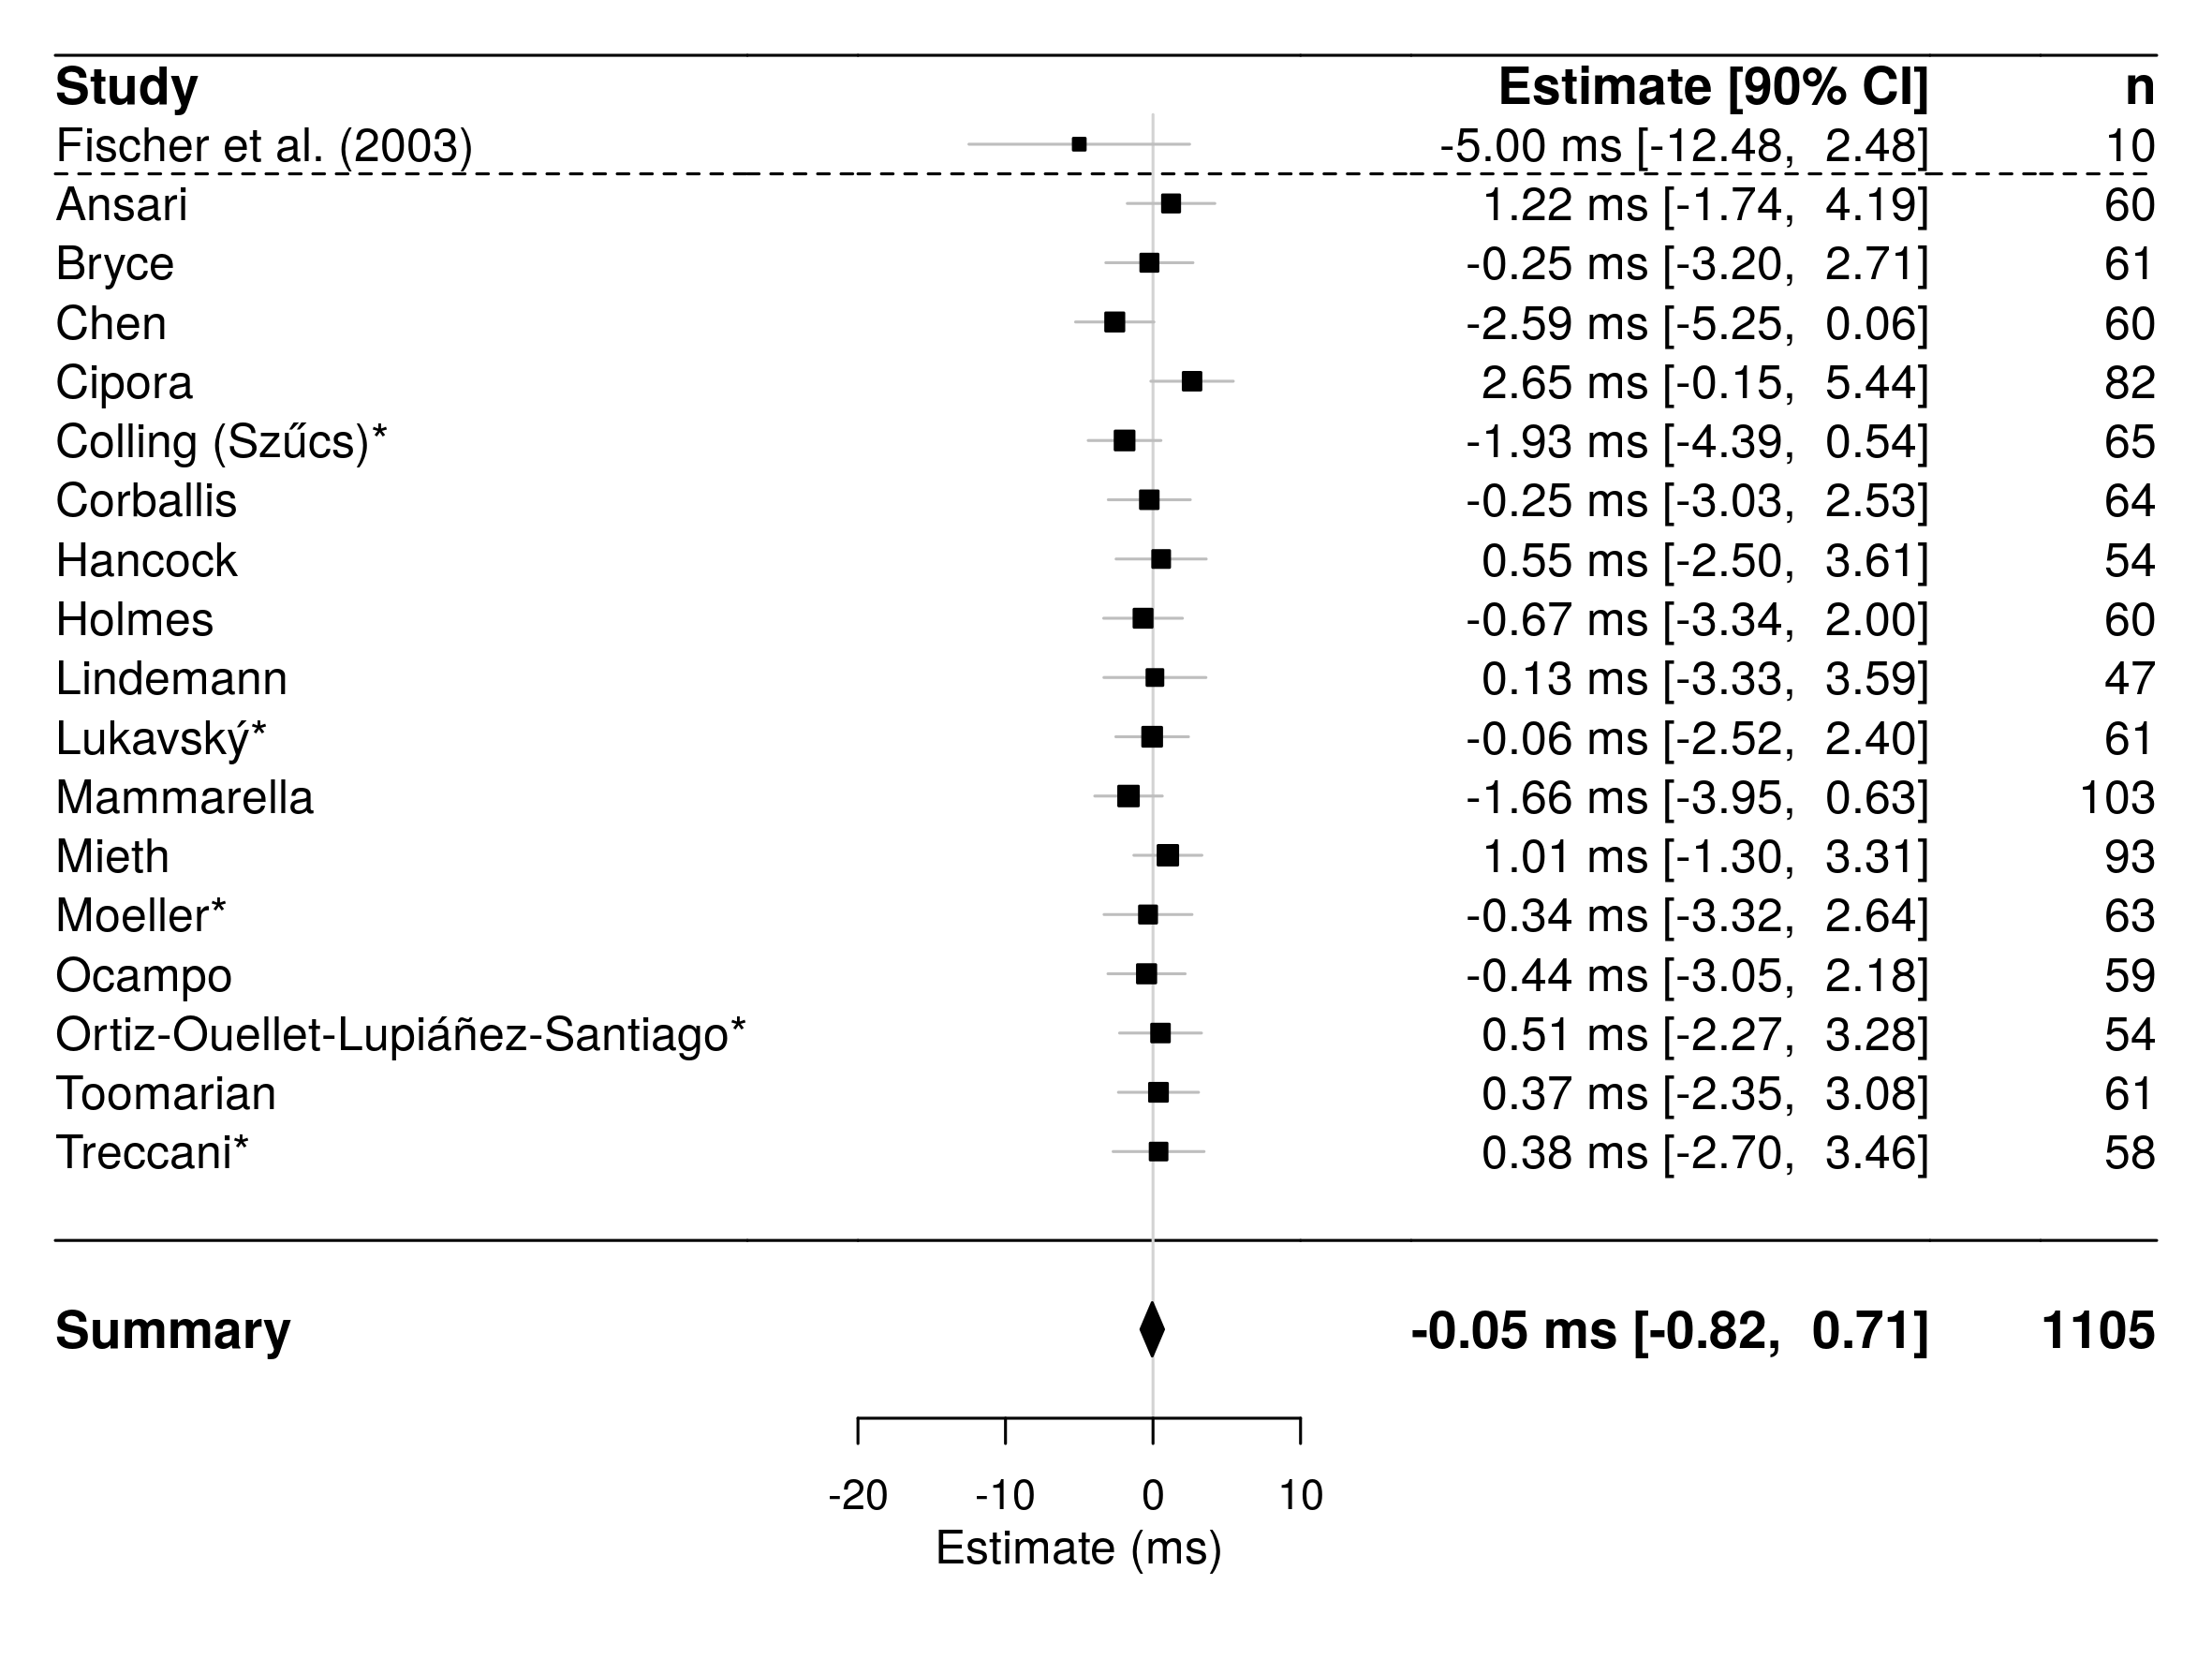 Study Estimate [90% CI] n
Fischer et al. (2003) -5.00 ms [-12.48, 2.48] 10
Ansari 1.22 ms [-1.74, 4.19] 60
Bryce -0.25 ms [-3.20, 2.71] 61
Chen -2.59 ms [-5.25, 0.06] 60
Cipora 2.65 ms [-0.15, 5.44] 82
Colling (Szűcs)* -1.93 ms [-4.39, 0.54] 65
Corballis -0.25 ms [-3.03, 2.53] 64
Hancock 0.55 ms [-2.50, 3.61] 54
Holmes -0.67 ms [-3.34, 2.00] 60
Lindemann 0.13 ms [-3.33, 3.59] 47
Lukavský* -0.06 ms [-2.52, 2.40] 61
Mammarella -1.66 ms [-3.95, 0.63] 103
Mieth 1.01 ms [-1.30, 3.31] 93
Moeller* -0.34 ms [-3.32, 2.64] 63
Ocampo -0.44 ms [-3.05, 2.18] 59
Ortiz-Ouellet-Lupiáñez-Santiago* 0.51 ms [-2.27, 3.28] 54
Toomarian 0.37 ms [-2.35, 3.08] 61
Treccani* 0.38 ms [-2.70, 3.46] 58
Summary -0.05 ms [-0.82, 0.71] 1105
-20 -10 0 10
Estimate (ms)